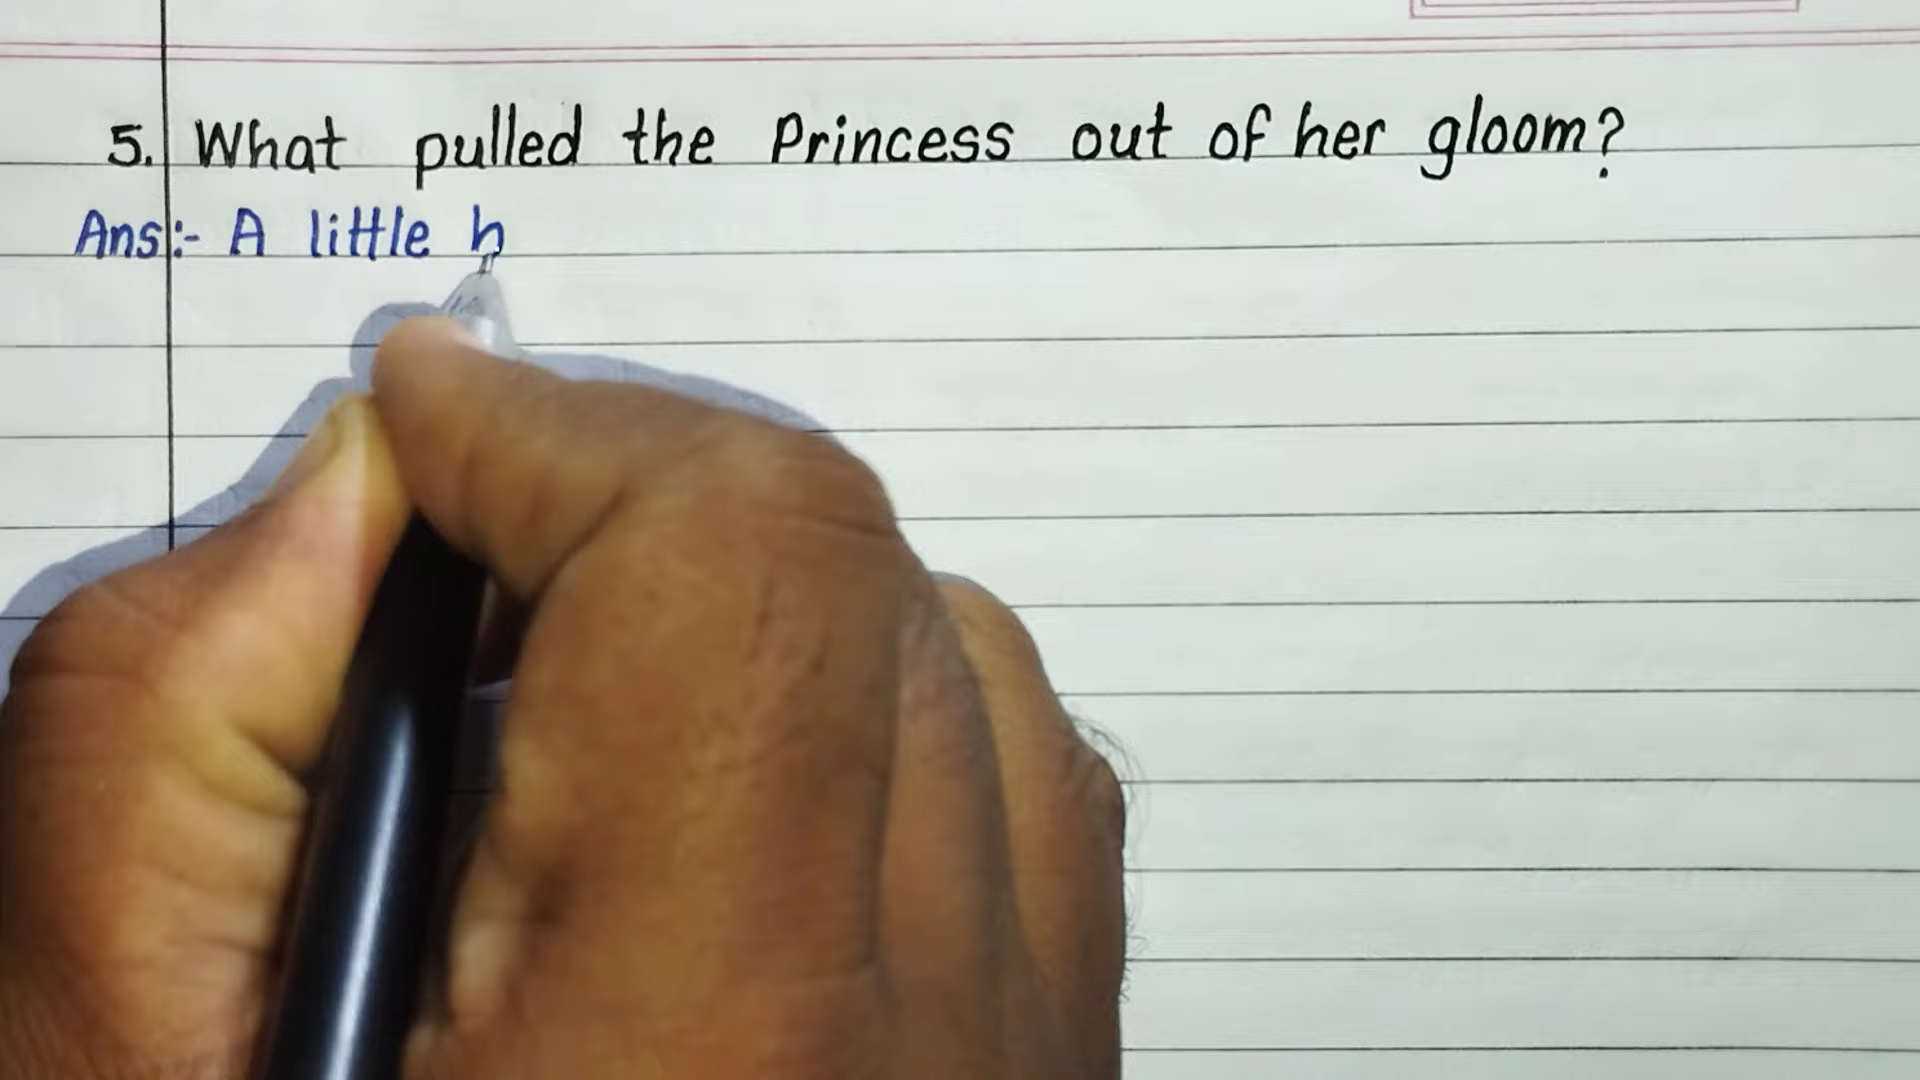 5. What pulled the Princess out of her gloom?
Ans:- A little